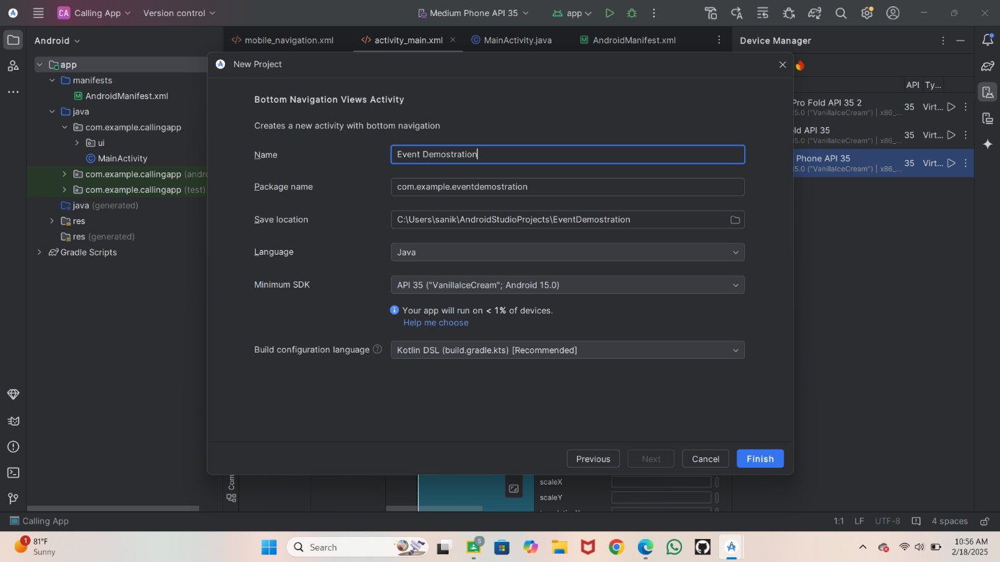 CA Calling App
Version control
Medium Phone API 35
app
Android
mobile_navigation.xml
activity_main.xml
MainActivity.java
AndroidManifest.xml
Device Manager
app
manifests
AndroidManifest.xml
java
com.example.callingapp
ui
MainActivity
com.example.callingapp (andro
com.example.callingapp (test)
java (generated)
res
res (generated)
Gradle Scripts
New Project
Bottom Navigation Views Activity
Creates a new activity with bottom navigation
Name
Event Demostration
Package name
com.example.eventdemostration
Save location
C:\Users\sanik\AndroidStudioProjects\EventDemostration
Language
Java
Minimum SDK
API 35 ("VanillaIceCream"; Android 15.0)
Your app will run on < 1% of devices.
Help me choose
Build configuration language
Kotlin DSL (build.gradle.kts) [Recommended]
Previous
Next
Cancel
Finish
API Ty...
Pro Fold API 35 2
5.0 ("VanillaIceCream") | x86_...
35 Virt...
ld API 35
5.0 ("VanillaIceCream") | x86_...
35 Virt...
Phone API 35
5.0 ("VanillaIceCream") | x86_...
35 Virt...
Com
scaleX
scaleY
Calling App
1:1 LF UTF-8 4 spaces
1
81°F
Sunny
Search
S
10:56 AM
2/18/2025